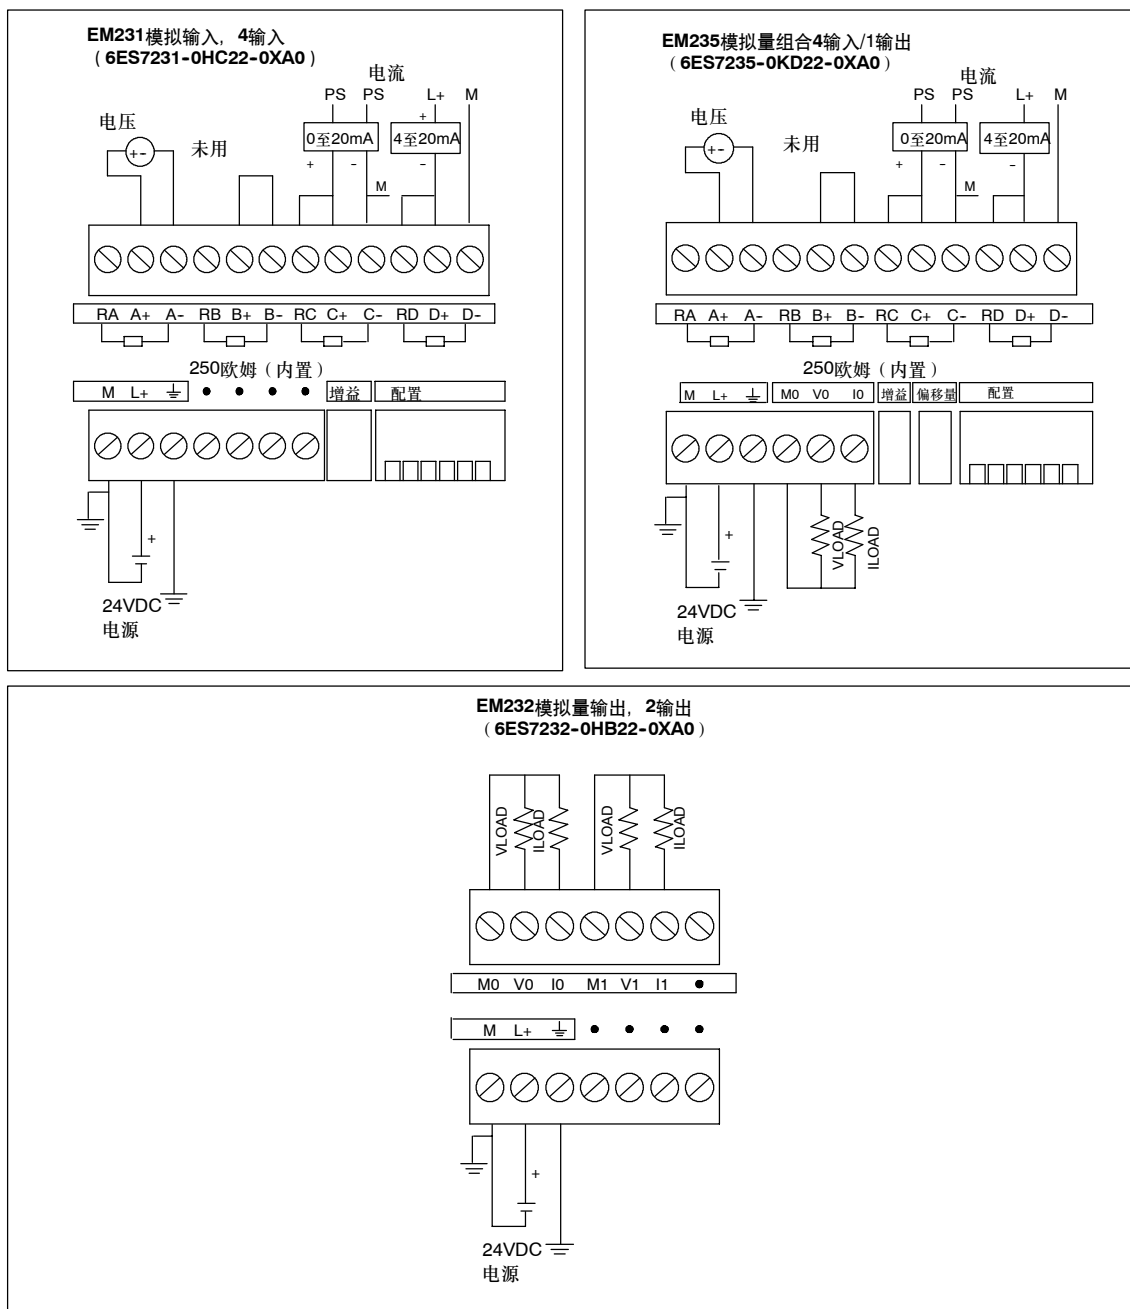 EM231模拟输入，4输入
（6ES7231-0HC22-0XA0）
电流
PS PS L+ M
电压
未用
+-
0至20mA
+
4至20mA
+ - -
M
RA A+ A- RB B+ B- RC C+ C- RD D+ D-
250欧姆（内置）
M L+ 增益 配置
+
24VDC
电源
EM235模拟量组合4输入/1输出
（6ES7235-0KD22-0XA0）
电流
PS PS L+ M
电压
未用
+-
0至20mA
+
4至20mA
+ - -
M
RA A+ A- RB B+ B- RC C+ C- RD D+ D-
250欧姆（内置）
M L+ M0 V0 I0 增益 偏移量 配置
+
VLOAD
ILOAD
24VDC
电源
EM232模拟量输出，2输出
（6ES7232-0HB22-0XA0）
VLOAD
ILOAD
VLOAD
ILOAD
M0 V0 I0 M1 V1 I1 •
M L+ • • • •
+
24VDC
电源